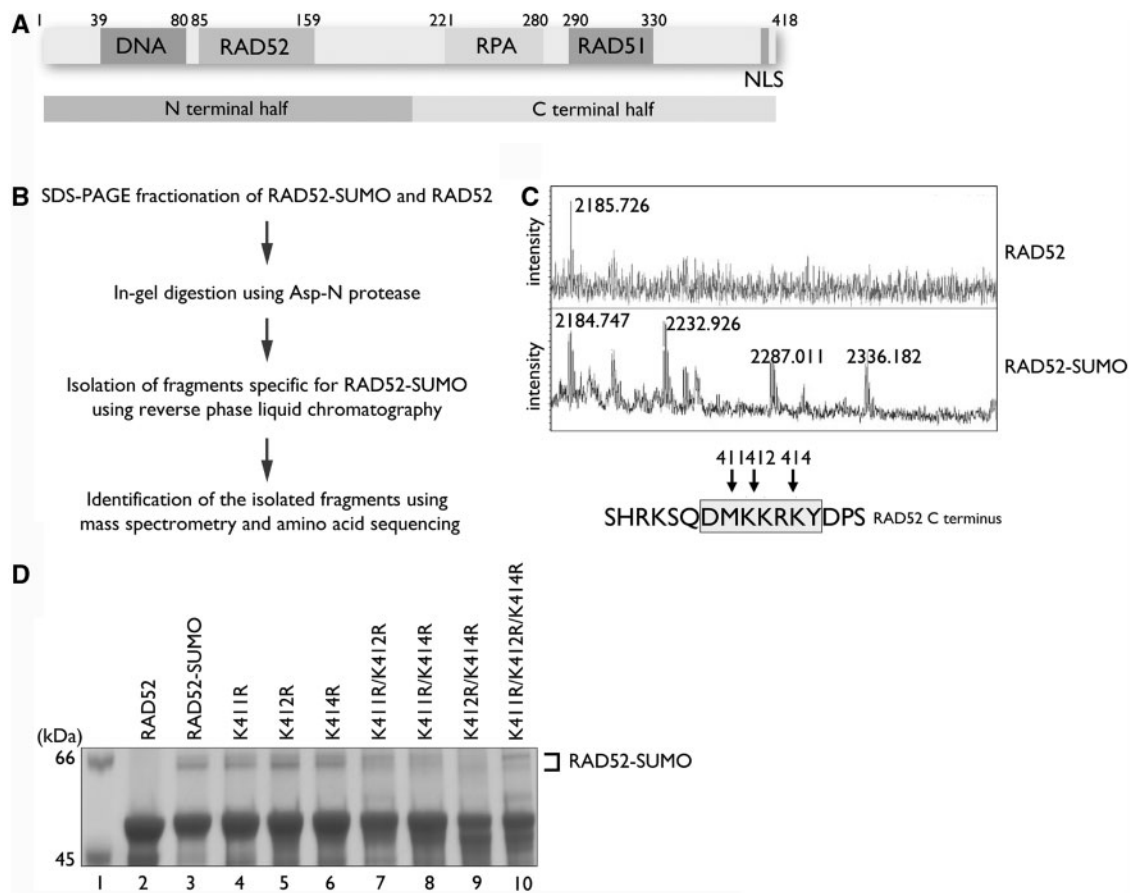 A
1 39 80 85 159 221 280 290 330 418
DNA RAD52 RPA RAD51
NLS
N terminal half C terminal half
B
SDS-PAGE fractionation of RAD52-SUMO and RAD52
In-gel digestion using Asp-N protease
Isolation of fragments specific for RAD52-SUMO
using reverse phase liquid chromatography
Identification of the isolated fragments using
mass spectrometry and amino acid sequencing
C
intensity
2185.726
RAD52
intensity
2184.747
2232.926
2287.011
2336.182
RAD52-SUMO
411 412 414
SHRKSQDMKKRKYDPS RAD52 C terminus
D
RAD52
RAD52-SUMO
K411R
K412R
K414R
K411R/K412R
K411R/K414R
K412R/K414R
K411R/K412R/K414R
(kDa)
66
RAD52-SUMO
45
1 2 3 4 5 6 7 8 9 10